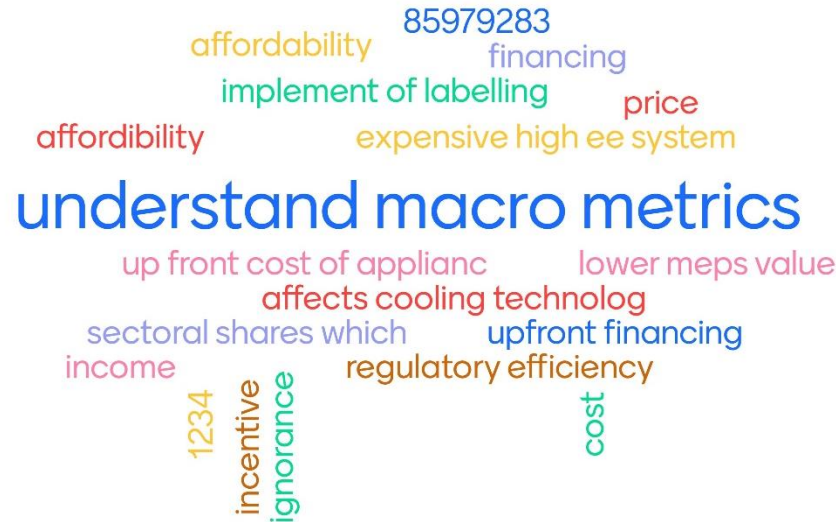 85979283
affordability
financing
implement of labelling
price
affordibility
expensive high ee system
understand macro metrics
up front cost of applianc
lower meps value
affects cooling technolog
sectoral shares which
upfront financing
income
regulatory efficiency
1234
incentive
ignorance
cost